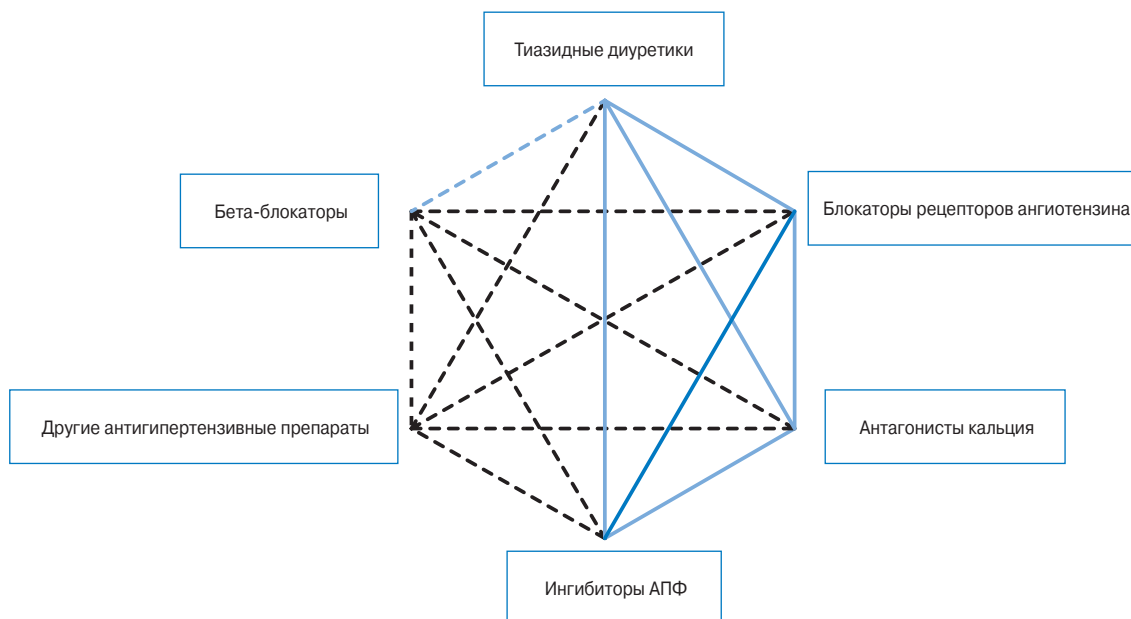 Тиазидные диуретики
Бета-блокаторы
Блокаторы рецепторов ангиотензина
Другие антигипертензивные препараты
Антагонисты кальция
Ингибиторы АПФ